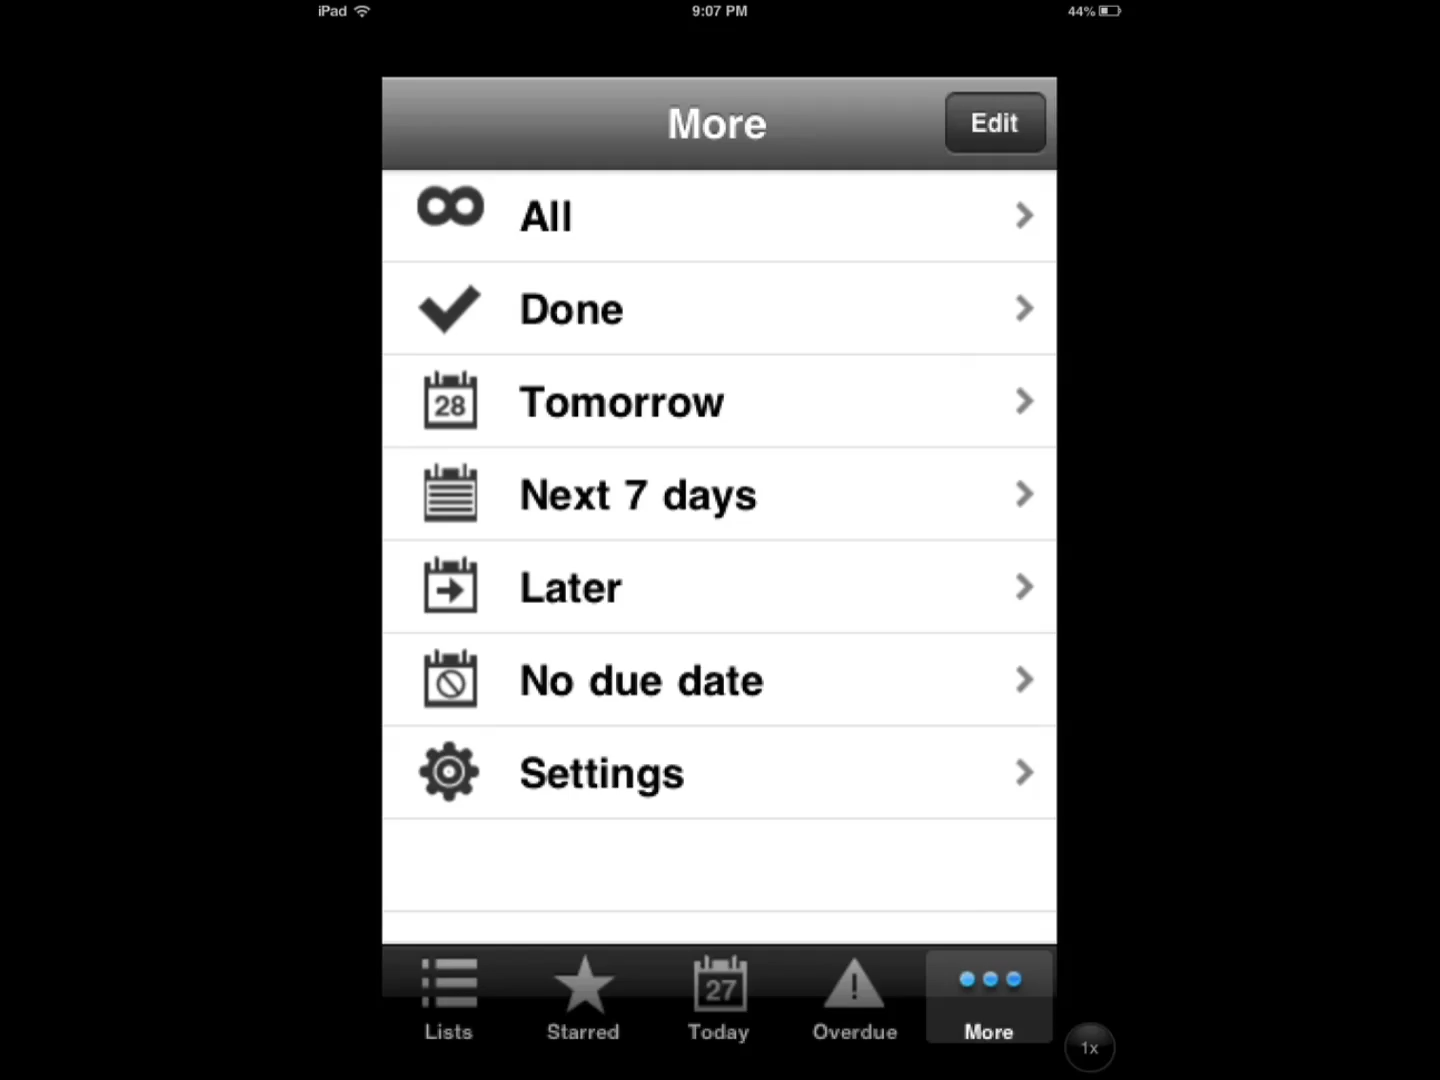 iPad 9:07 PM 44%
More Edit
All
Done
28 Tomorrow
Next 7 days
Later
No due date
Settings
27
Lists Starred Today Overdue More
1x